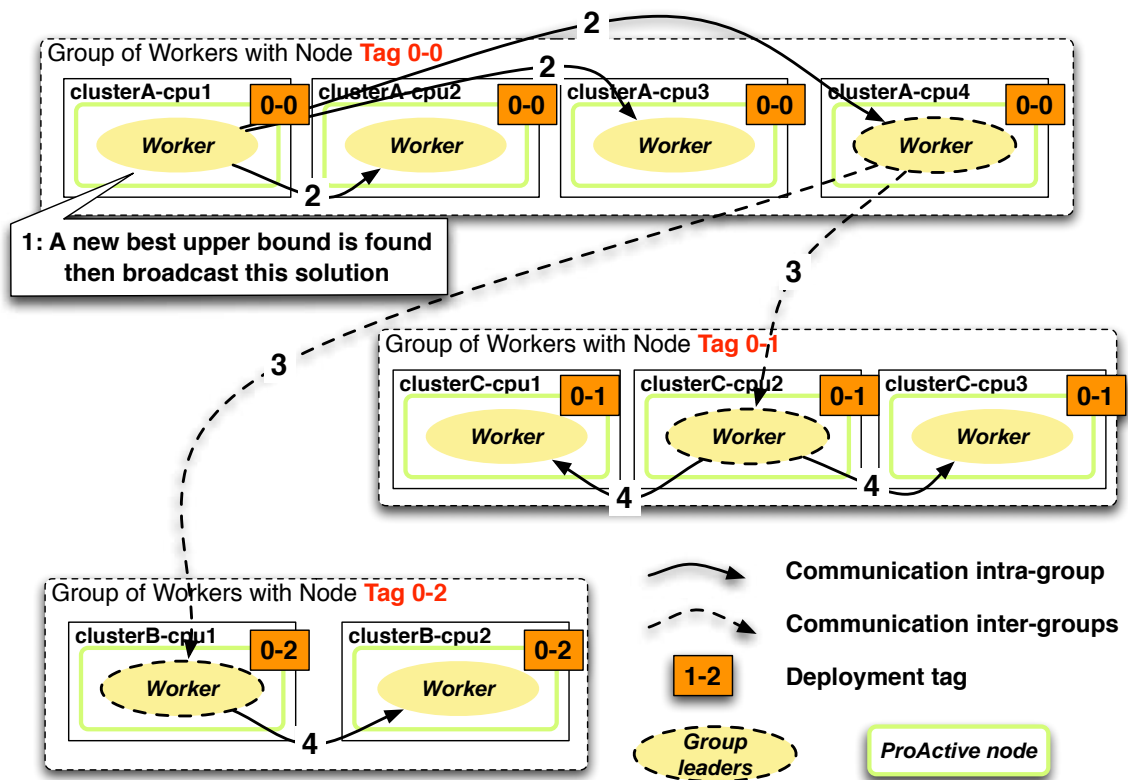 2
Group of Workers with Node Tag 0-0
2
clusterA-cpu1
0-0
clusterA-cpu2
0-0
clusterA-cpu3
0-0
clusterA-cpu4
0-0
Worker
Worker
Worker
Worker
2
1: A new best upper bound is found
then broadcast this solution
3
3
Group of Workers with Node Tag 0-1
clusterC-cpu1
0-1
clusterC-cpu2
0-1
clusterC-cpu3
0-1
Worker
Worker
Worker
4
4
Group of Workers with Node Tag 0-2
clusterB-cpu1
0-2
clusterB-cpu2
0-2
Worker
Worker
4
Communication intra-group
Communication inter-groups
1-2
Deployment tag
Group
leaders
ProActive node